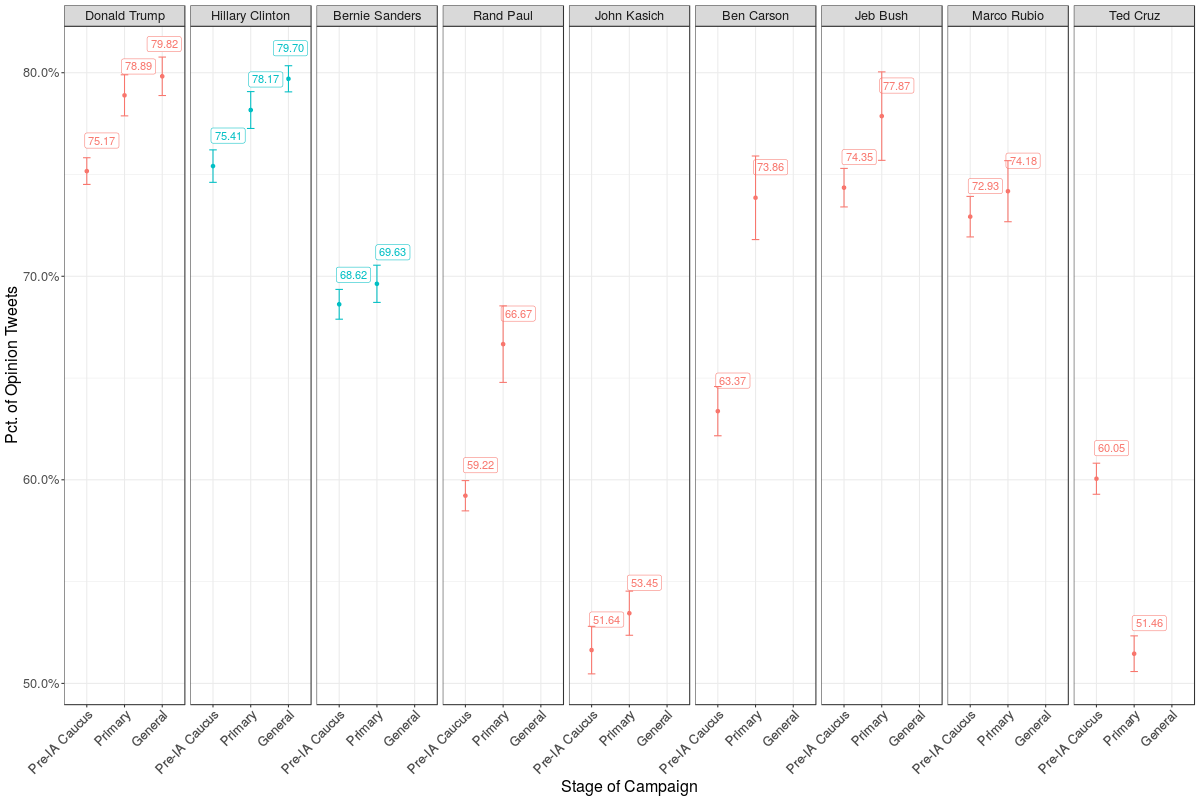 Donald Trump Hillary Clinton Bernie Sanders Rand Paul John Kasich Ben Carson Jeb Bush Marco Rubio Ted Cruz
Pct. of Opinion Tweets
80.0%
70.0%
60.0%
50.0%
75.17
78.89
79.82
75.41
78.17
79.70
68.62
69.63
59.22
66.67
51.64
53.45
63.37
73.86
74.35
77.87
72.93
74.18
60.05
51.46
Pre-IA Caucus Primary General
Pre-IA Caucus Primary General
Pre-IA Caucus Primary General
Pre-IA Caucus Primary General
Pre-IA Caucus Primary General
Pre-IA Caucus Primary General
Pre-IA Caucus Primary General
Pre-IA Caucus Primary General
Pre-IA Caucus Primary General
Stage of Campaign